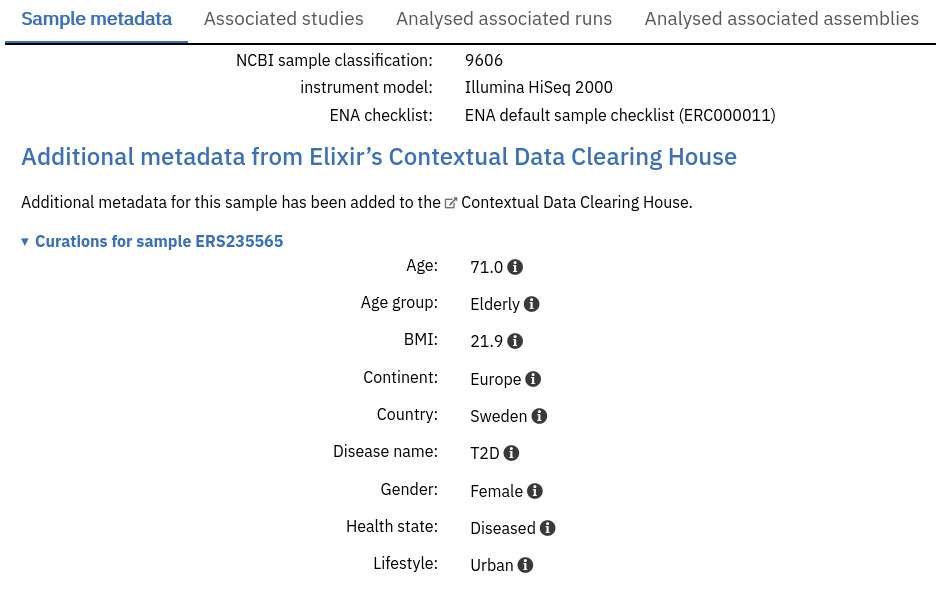 Sample metadata Associated studies Analysed associated runs Analysed associated assemblies
NCBI sample classification: 9606
instrument model: Illumina HiSeq 2000
ENA checklist: ENA default sample checklist (ERC000011)
Additional metadata from Elixir’s Contextual Data Clearing House
Additional metadata for this sample has been added to the Contextual Data Clearing House.
▾ Curations for sample ERS235565
Age: 71.0
Age group: Elderly
BMI: 21.9
Continent: Europe
Country: Sweden
Disease name: T2D
Gender: Female
Health state: Diseased
Lifestyle: Urban